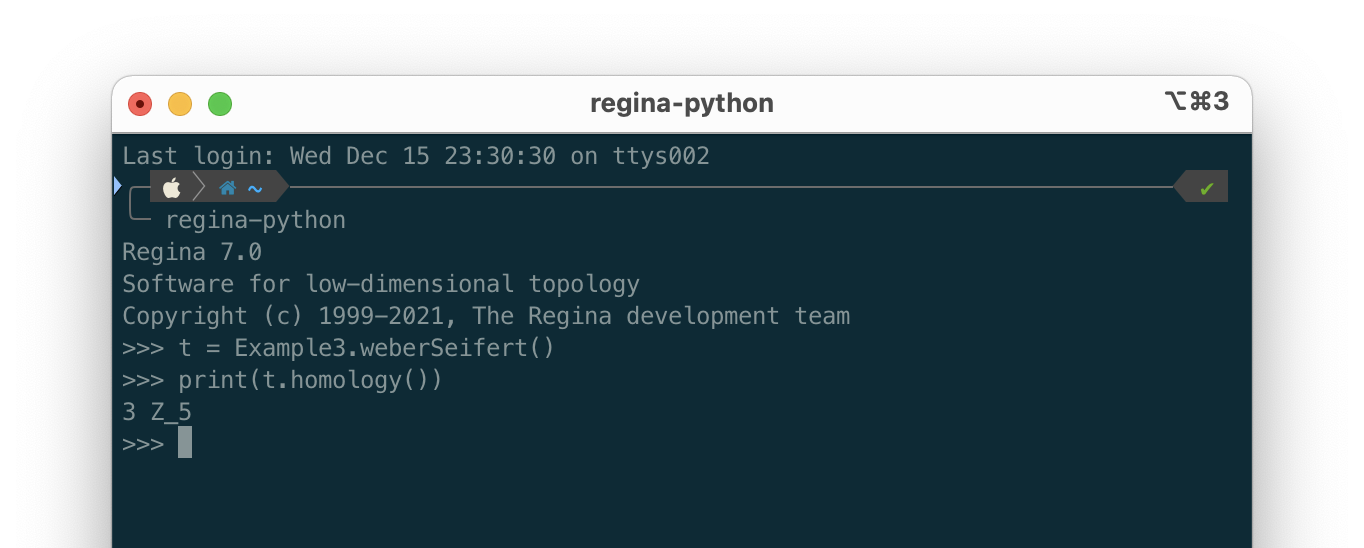 regina-python
⌥⌘3
Last login: Wed Dec 15 23:30:30 on ttys002
~ ✔
regina-python
Regina 7.0
Software for low-dimensional topology
Copyright (c) 1999-2021, The Regina development team
>>> t = Example3.weberSeifert()
>>> print(t.homology())
3 Z_5
>>>